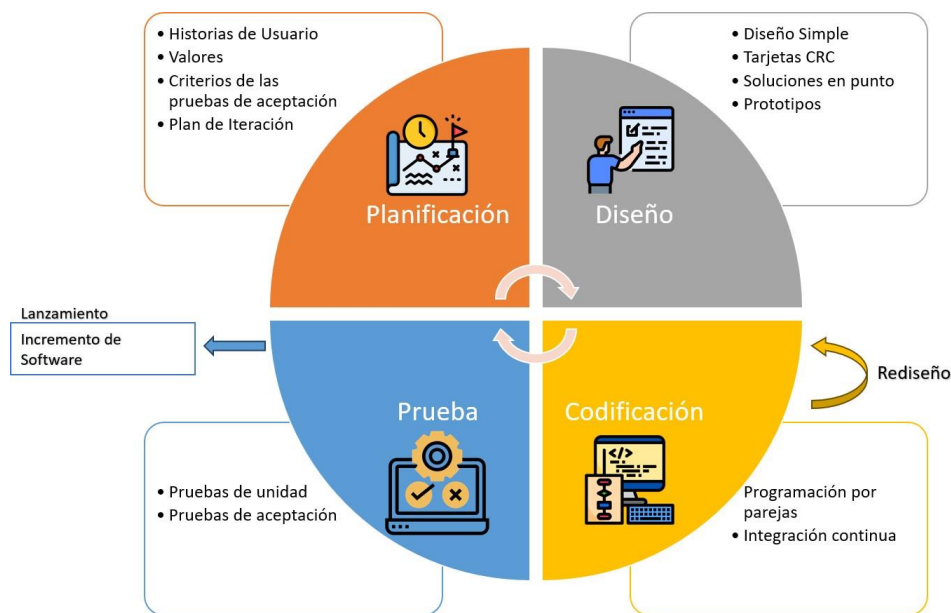 • Historias de Usuario
• Valores
• Criterios de las
pruebas de aceptación
• Plan de Iteración
• Diseño Simple
• Tarjetas CRC
• Soluciones en punto
• Prototipos
Planificación
Diseño
Lanzamiento
Incremento de
Software
Rediseño
Prueba
Codificación
</>
• Pruebas de unidad
• Pruebas de aceptación
Programación por
parejas
• Integración continua